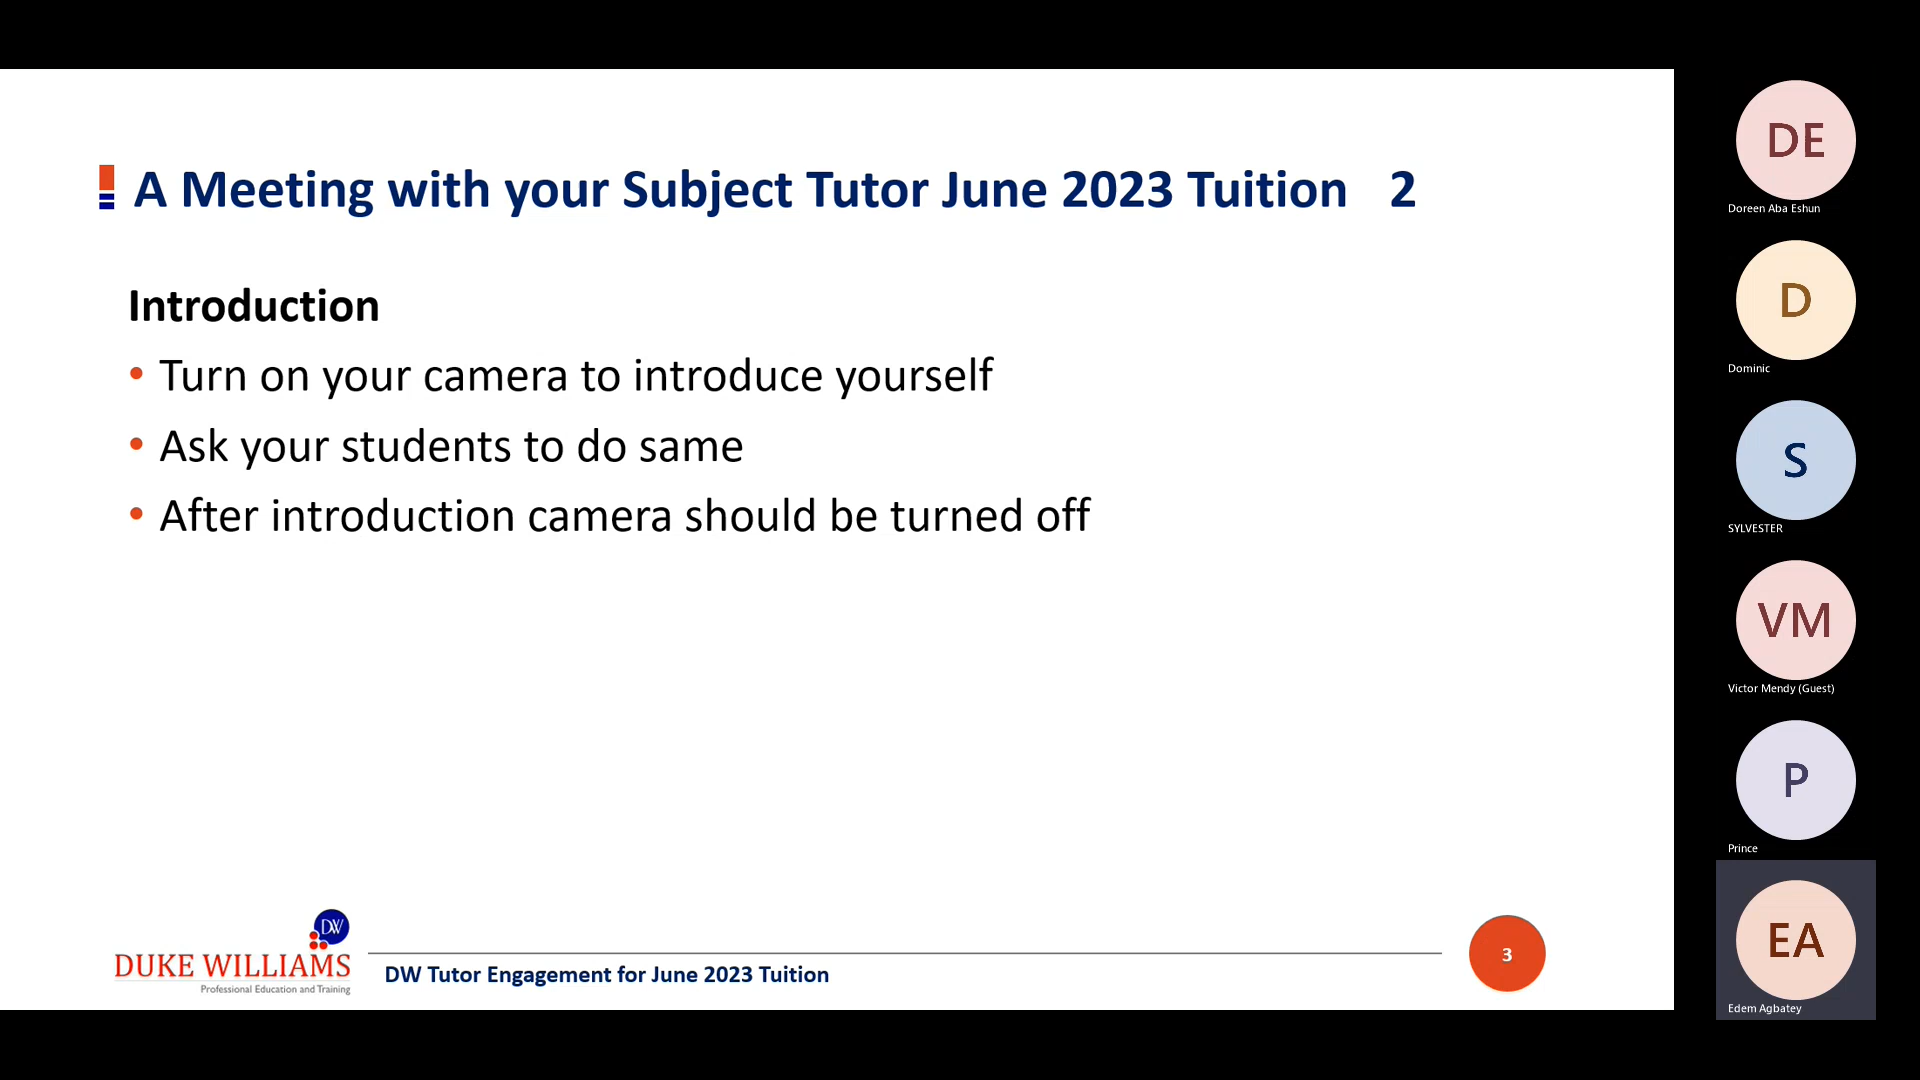 A Meeting with your Subject Tutor June 2023 Tuition 2
Introduction
• Turn on your camera to introduce yourself
• Ask your students to do same
• After introduction camera should be turned off
DW
DUKE WILLIAMS
Professional Education and Training
DW Tutor Engagement for June 2023 Tuition
3
DE
Doreen Aba Eshun
D
Dominic
S
SYLVESTER
VM
Victor Mendy (Guest)
P
Prince
EA
Edem Agbatey